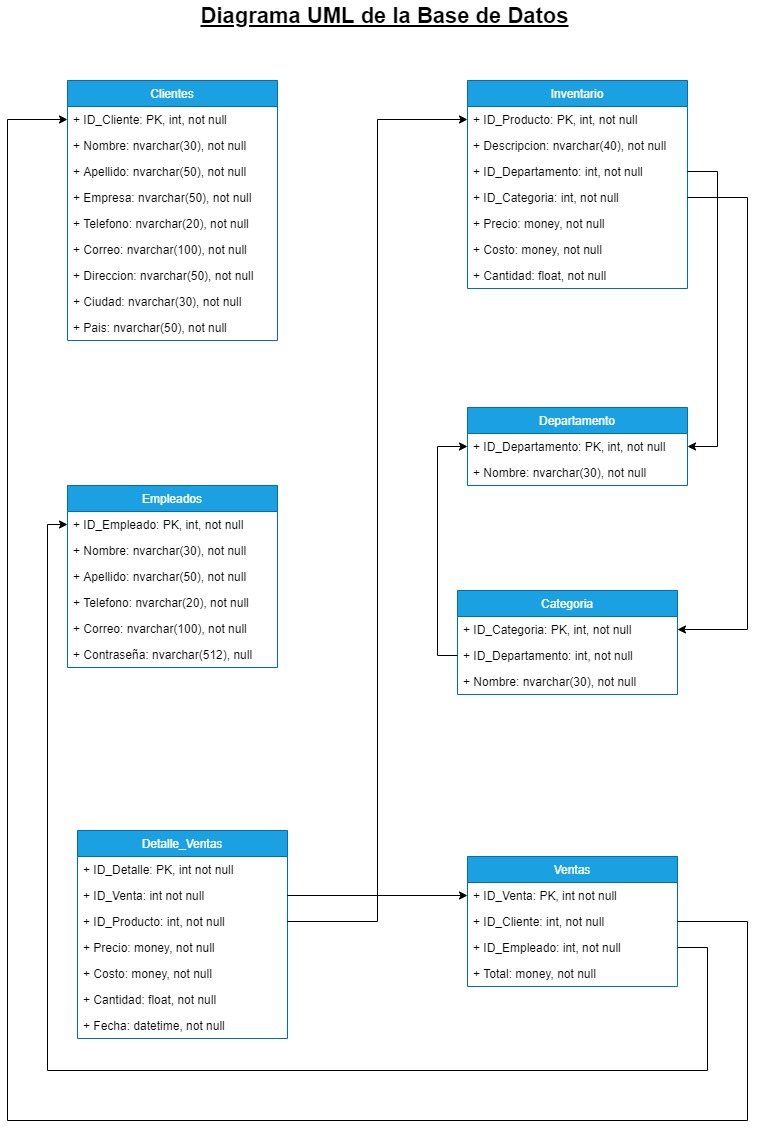 Diagrama UML de la Base de Datos
Clientes
+ ID_Cliente: PK, int, not null
+ Nombre: nvarchar(30), not null
+ Apellido: nvarchar(50), not null
+ Empresa: nvarchar(50), not null
+ Telefono: nvarchar(20), not null
+ Correo: nvarchar(100), not null
+ Direccion: nvarchar(50), not null
+ Ciudad: nvarchar(30), not null
+ Pais: nvarchar(50), not null
Inventario
+ ID_Producto: PK, int, not null
+ Descripcion: nvarchar(40), not null
+ ID_Departamento: int, not null
+ ID_Categoria: int, not null
+ Precio: money, not null
+ Costo: money, not null
+ Cantidad: float, not null
Departamento
+ ID_Departamento: PK, int, not null
+ Nombre: nvarchar(30), not null
Empleados
+ ID_Empleado: PK, int, not null
+ Nombre: nvarchar(30), not null
+ Apellido: nvarchar(50), not null
+ Telefono: nvarchar(20), not null
+ Correo: nvarchar(100), not null
+ Contraseña: nvarchar(512), null
Categoria
+ ID_Categoria: PK, int, not null
+ ID_Departamento: int, not null
+ Nombre: nvarchar(30), not null
Detalle_Ventas
+ ID_Detalle: PK, int not null
+ ID_Venta: int not null
+ ID_Producto: int, not null
+ Precio: money, not null
+ Costo: money, not null
+ Cantidad: float, not null
+ Fecha: datetime, not null
Ventas
+ ID_Venta: PK, int not null
+ ID_Cliente: int, not null
+ ID_Empleado: int, not null
+ Total: money, not null